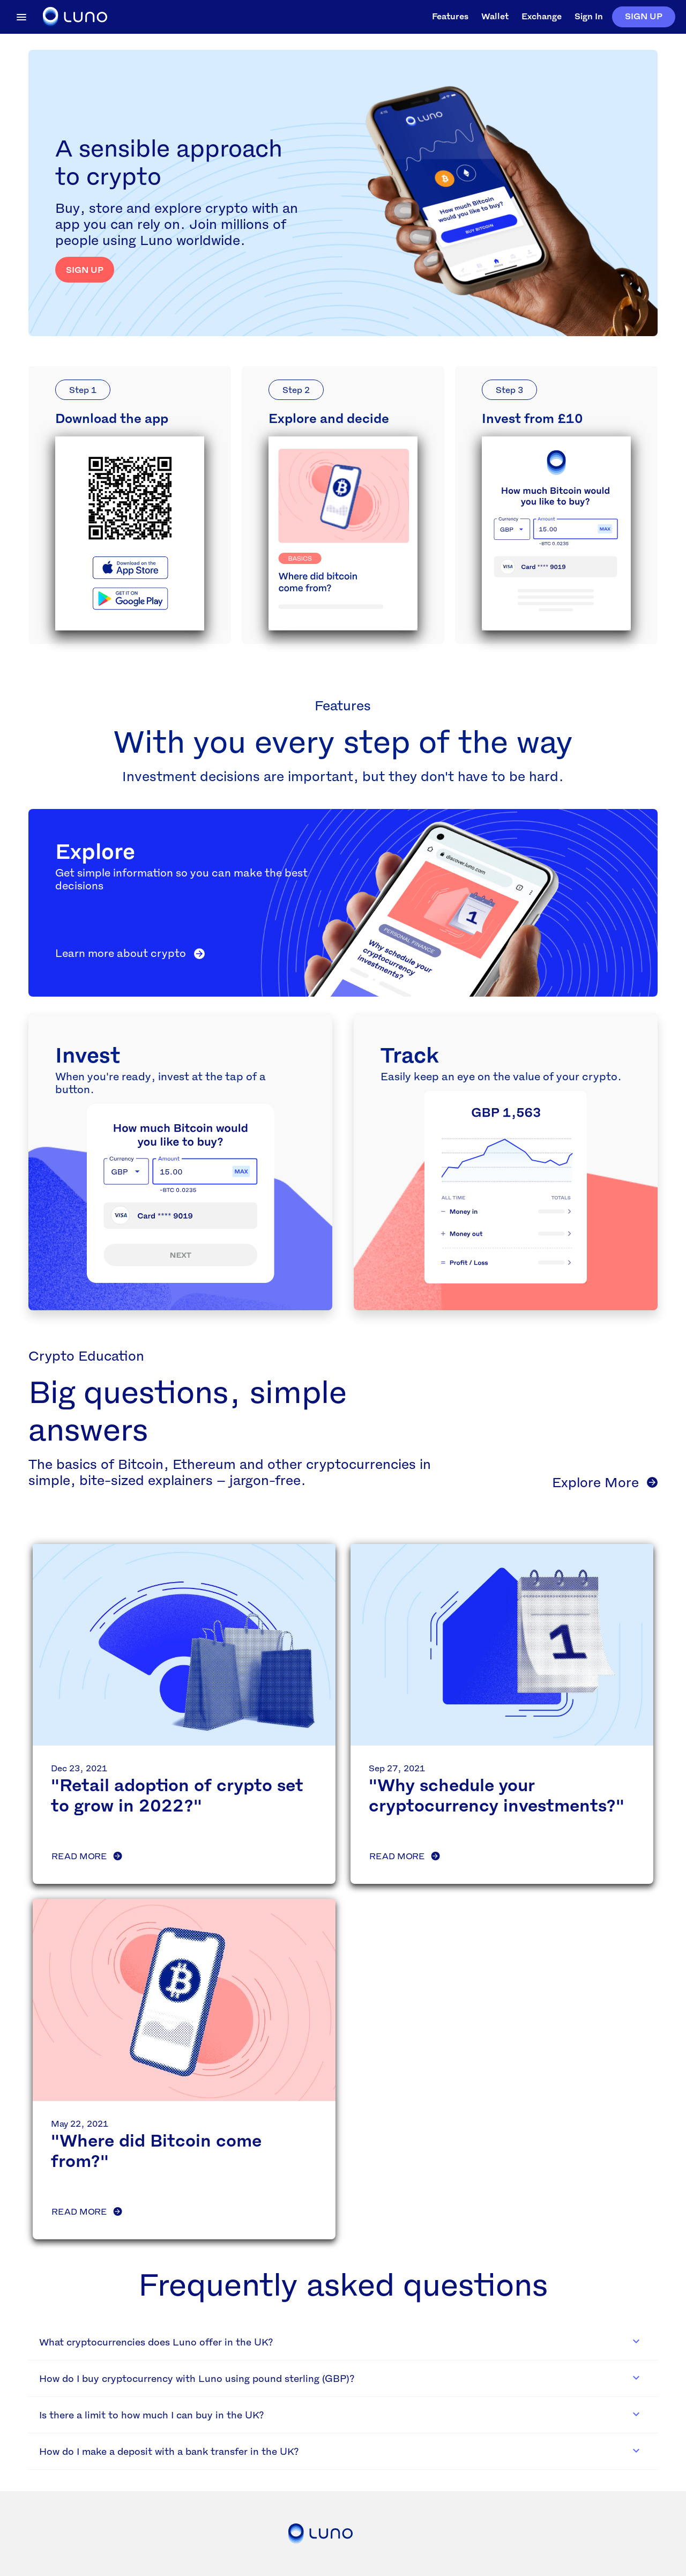 LUNO
Features
Wallet
Exchange
Sign In
SIGN UP
A sensible approach
to crypto
Buy, store and explore crypto with an
app you can rely on. Join millions of
people using Luno worldwide.
SIGN UP
LUNO
How much Bitcoin
would you like to buy?
BUY BITCOIN
Step 1
Download the app
Download on the
App Store
GET IT ON
Google Play
Step 2
Explore and decide
BASICS
Where did bitcoin
come from?
Step 3
Invest from £10
How much Bitcoin would
you like to buy?
Currency
GBP
Amount
15.00
MAX
~BTC 0.0235
VISA
Card **** 9019
Features
With you every step of the way
Investment decisions are important, but they don't have to be hard.
Explore
Get simple information so you can make the best
decisions
Learn more about crypto
discover.luno.com
1
PERSONAL FINANCE
Why schedule your
cryptocurrency
investments?
Invest
When you're ready, invest at the tap of a
button.
How much Bitcoin would
you like to buy?
Currency
GBP
Amount
15.00
MAX
~BTC 0.0235
VISA
Card **** 9019
NEXT
Track
Easily keep an eye on the value of your crypto.
GBP 1,563
ALL TIME
TOTALS
− Money in
+ Money out
= Profit / Loss
Crypto Education
Big questions, simple
answers
The basics of Bitcoin, Ethereum and other cryptocurrencies in
simple, bite-sized explainers – jargon-free.
Explore More
1
Dec 23, 2021
"Retail adoption of crypto set
to grow in 2022?"
READ MORE
Sep 27, 2021
"Why schedule your
cryptocurrency investments?"
READ MORE
May 22, 2021
"Where did Bitcoin come
from?"
READ MORE
Frequently asked questions
What cryptocurrencies does Luno offer in the UK?
How do I buy cryptocurrency with Luno using pound sterling (GBP)?
Is there a limit to how much I can buy in the UK?
How do I make a deposit with a bank transfer in the UK?
LUNO